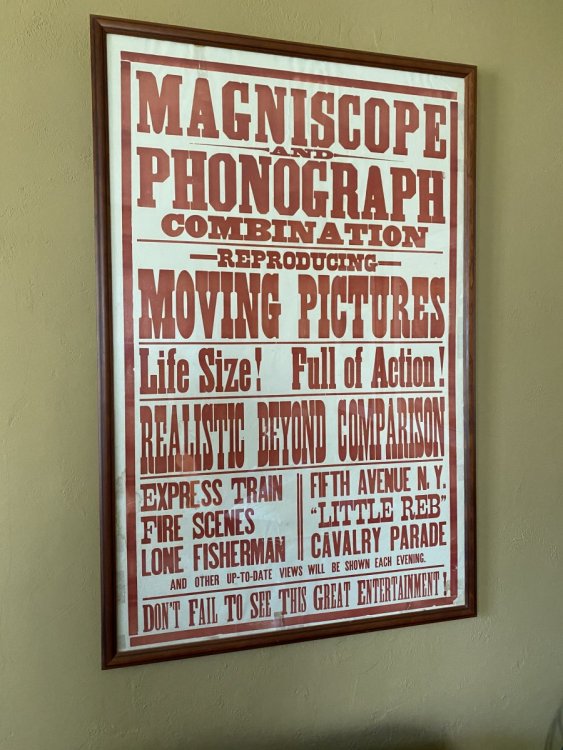 MAGNISCOPE
AND
PHONOGRAPH
COMBINATION
REPRODUCING
MOVING PICTURES
Life Size! Full of Action!
REALISTIC BEYOND COMPARISON
EXPRESS TRAIN
FIRE SCENES
LONE FISHERMAN
FIFTH AVENUE N. Y.
"LITTLE REB"
CAVALRY PARADE
AND OTHER UP-TO-DATE VIEWS WILL BE SHOWN EACH EVENING.
DON'T FAIL TO SEE THIS GREAT ENTERTAINMENT!